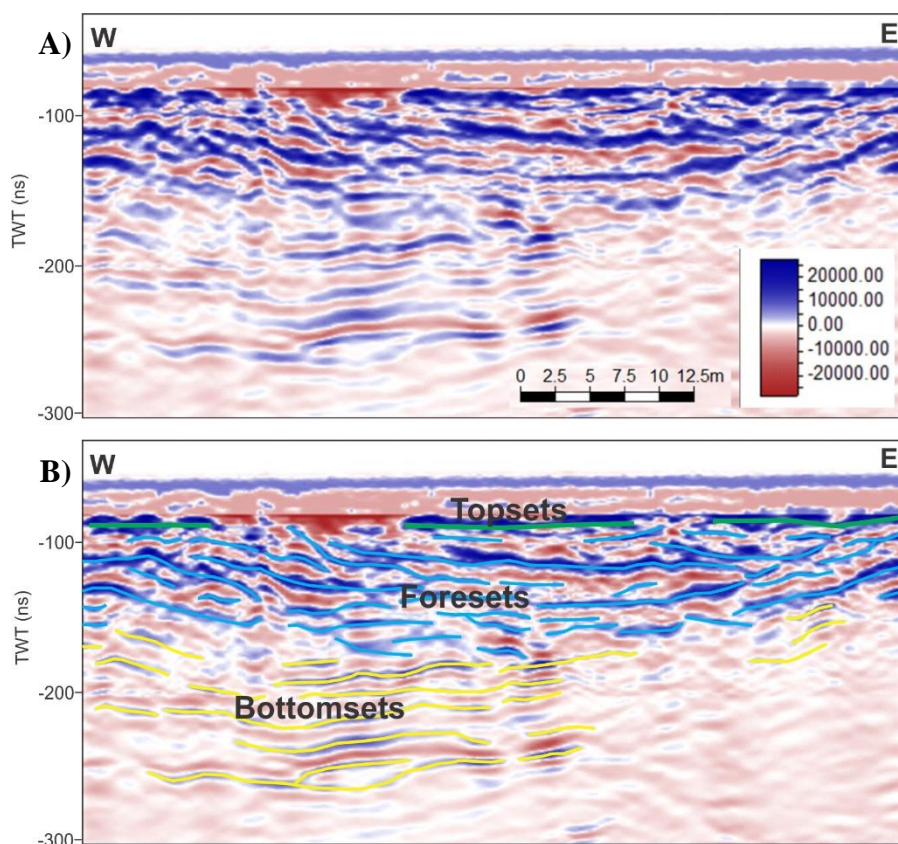 A) W E
-100
TWT (ns)
-200
20000.00
10000.00
0.00
-10000.00
-20000.00
0 2.5 5 7.5 10 12.5m
-300
B) W E
Topsets
-100
Foresets
TWT (ns)
-200
Bottomsets
-300